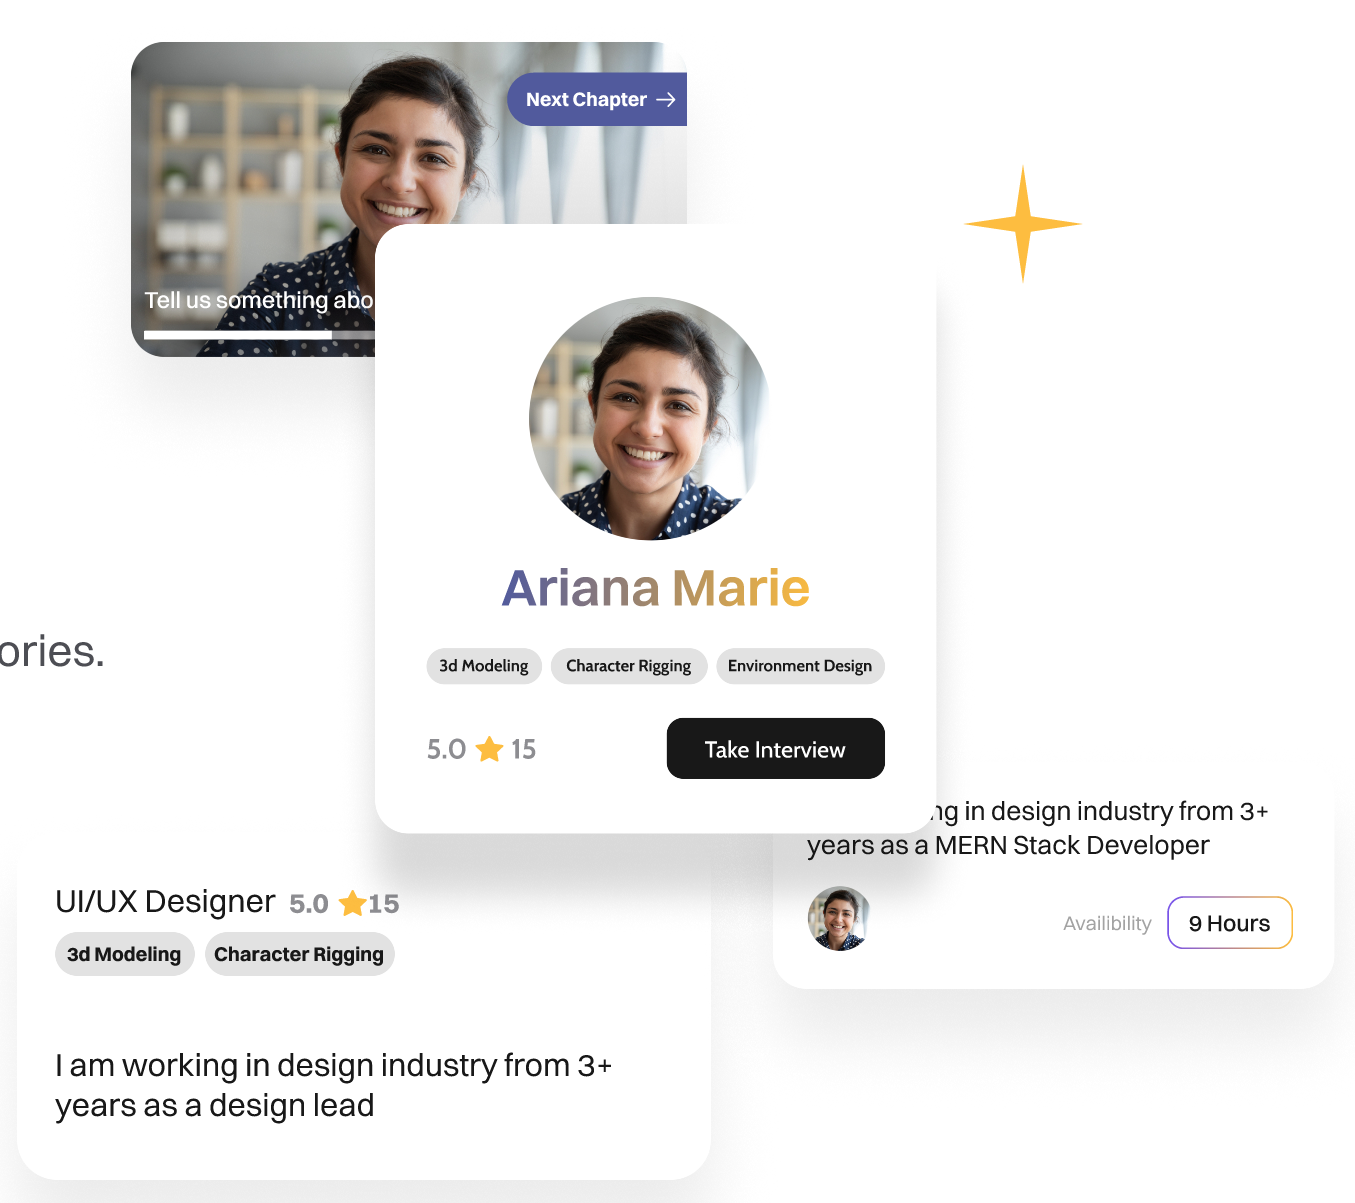 Next Chapter
Tell us something abo
Ariana Marie
ories.
3d Modeling Character Rigging Environment Design
5.0 15
Take Interview
ng in design industry from 3+
years as a MERN Stack Developer
UI/UX Designer 5.0 15
Availibility 9 Hours
3d Modeling Character Rigging
I am working in design industry from 3+
years as a design lead